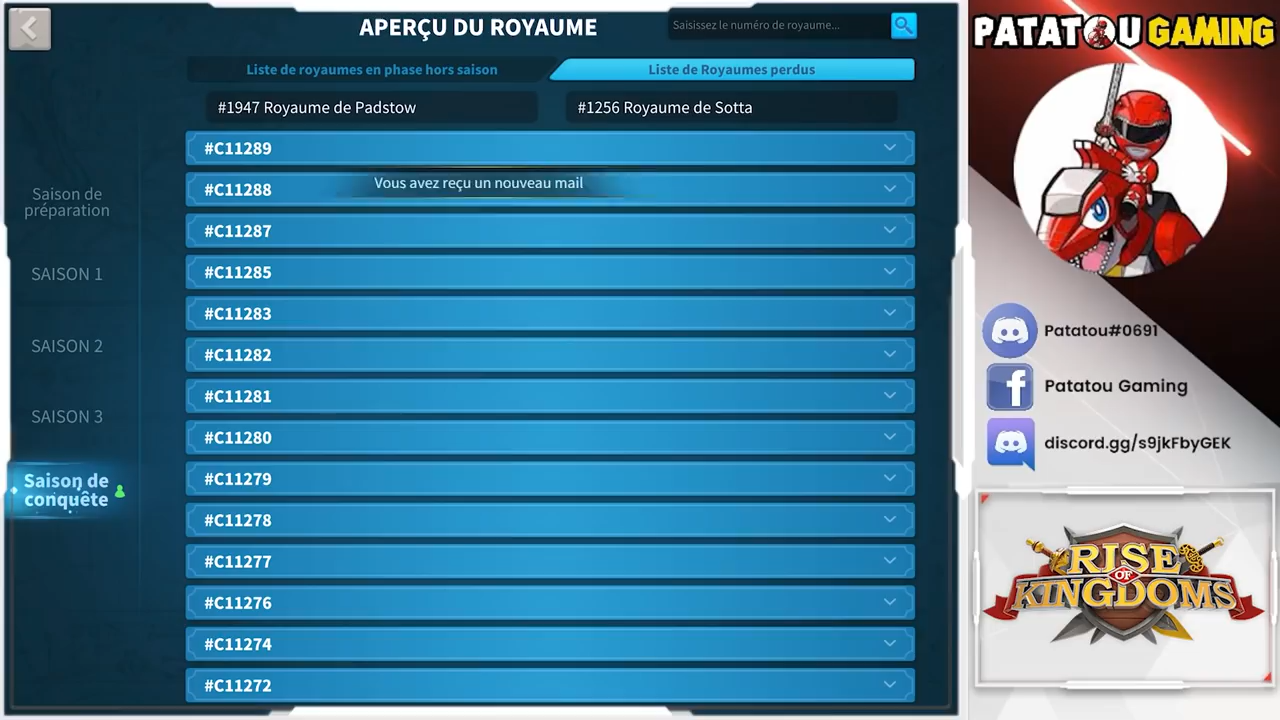 APERÇU DU ROYAUME
Saisissez le numéro de royaume...
Liste de royaumes en phase hors saison
Liste de Royaumes perdus
#1947 Royaume de Padstow
#1256 Royaume de Sotta
#C11289
#C11288
Vous avez reçu un nouveau mail
#C11287
#C11285
#C11283
#C11282
#C11281
#C11280
#C11279
#C11278
#C11277
#C11276
#C11274
#C11272
Saison de
préparation
SAISON 1
SAISON 2
SAISON 3
Saison de
conquête
PATATOU GAMING
Patatou#0691
Patatou Gaming
discord.gg/s9jkFbyGEK
RISE
OF
KINGDOMS